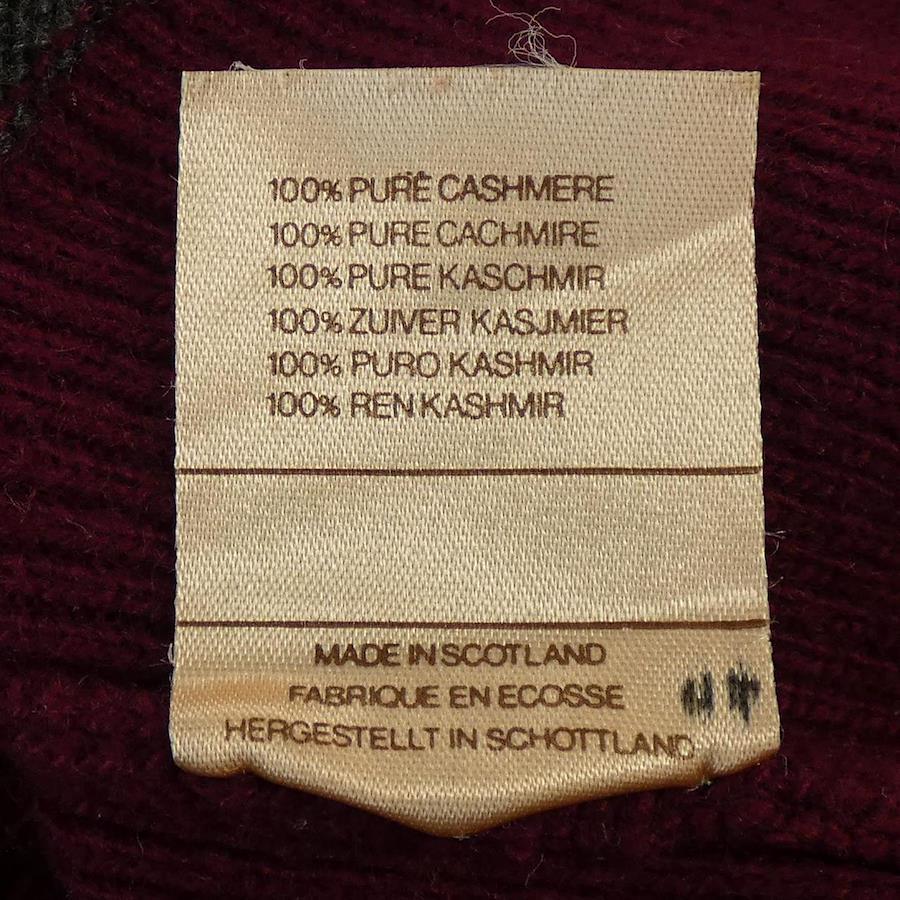 100% PURE CASHMERE
100% PURE CACHMIRE
100% PURE KASCHMIR
100% ZUIVER KASJMIER
100% PURO KASHMIR
100% REN KASHMIR
MADE IN SCOTLAND
FABRIQUE EN ECOSSE
HERGESTELLT IN SCHOTTLAND